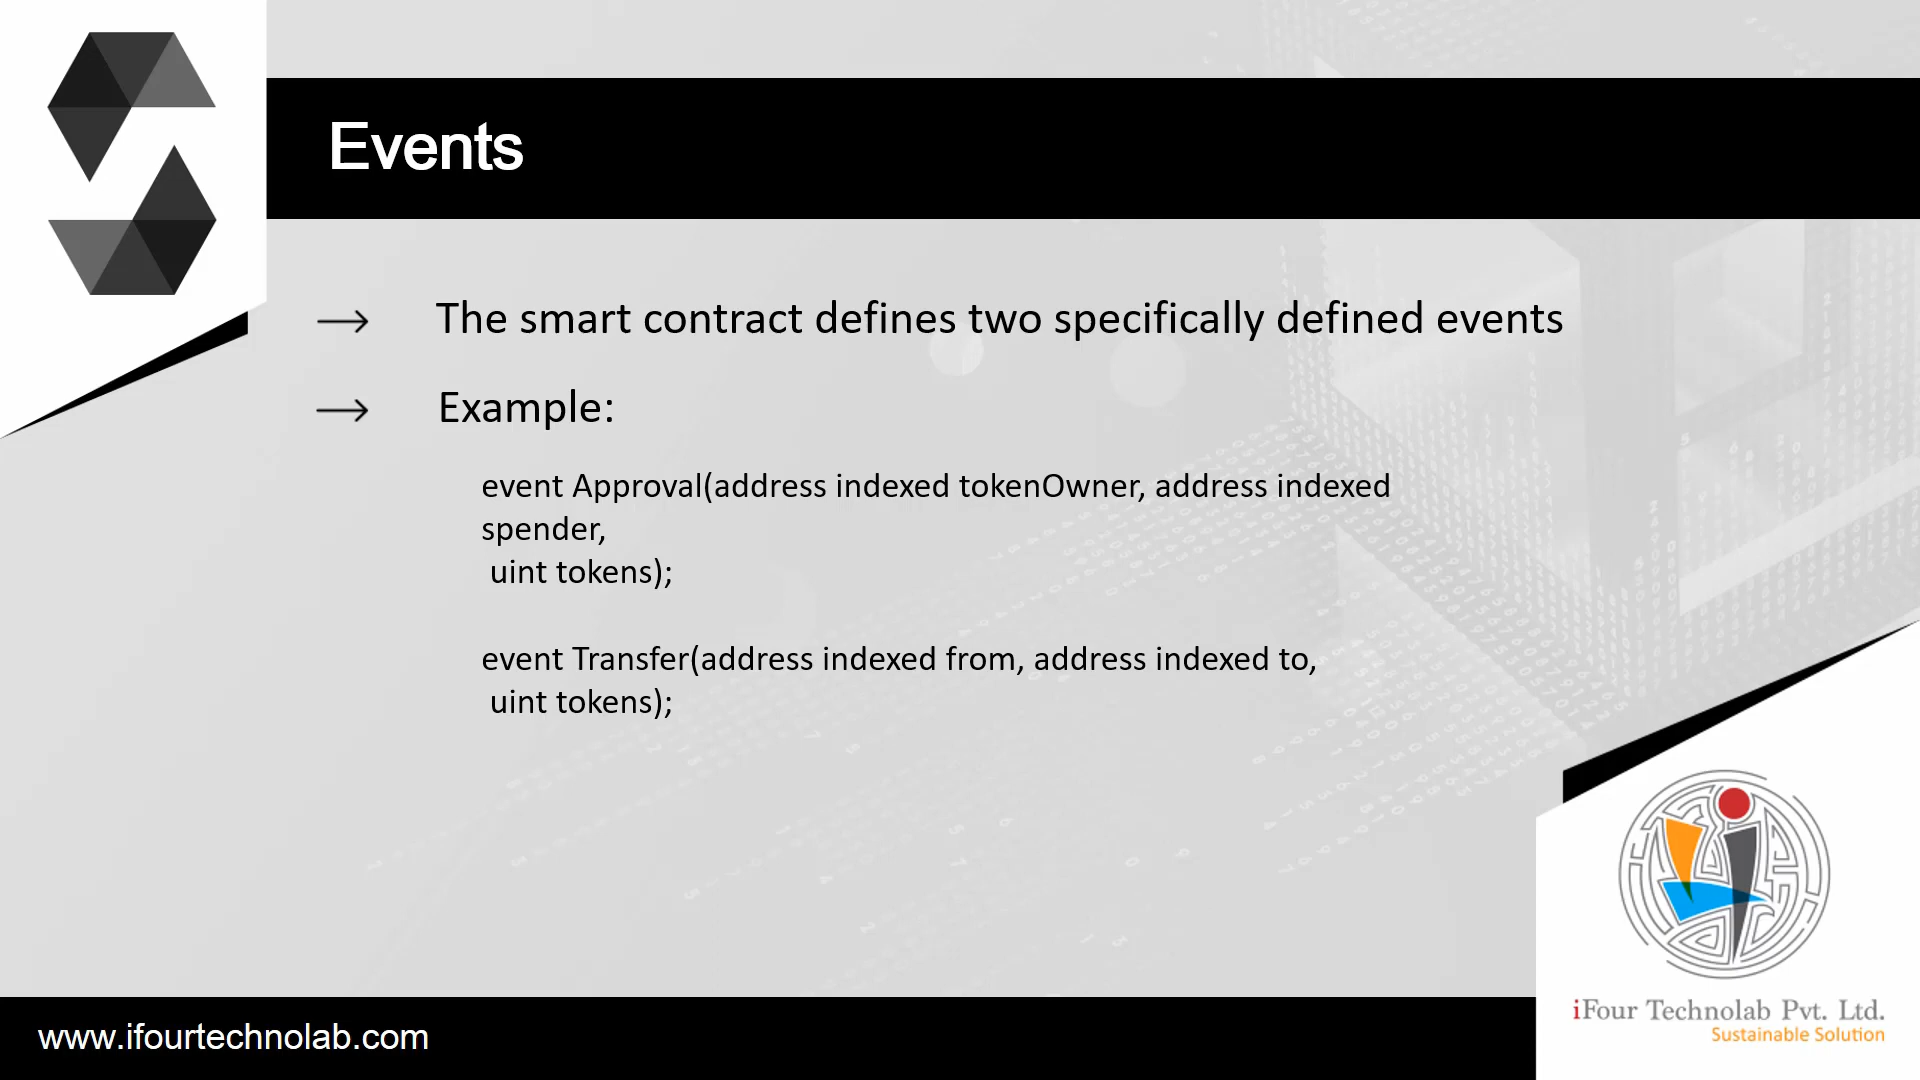 Events
The smart contract defines two specifically defined events
Example:
event Approval(address indexed tokenOwner, address indexed
spender,
uint tokens);
event Transfer(address indexed from, address indexed to,
uint tokens);
iFour Technolab Pvt. Ltd.
Sustainable Solution
www.ifourtechnolab.com